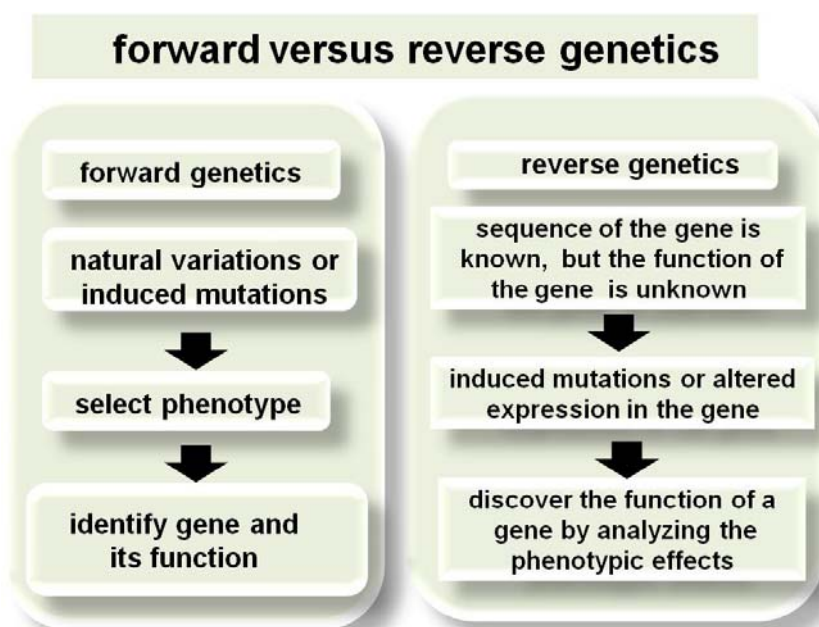 forward versus reverse genetics
forward genetics
natural variations or
induced mutations
select phenotype
identify gene and
its function
reverse genetics
sequence of the gene is
known, but the function of
the gene is unknown
induced mutations or altered
expression in the gene
discover the function of a
gene by analyzing the
phenotypic effects